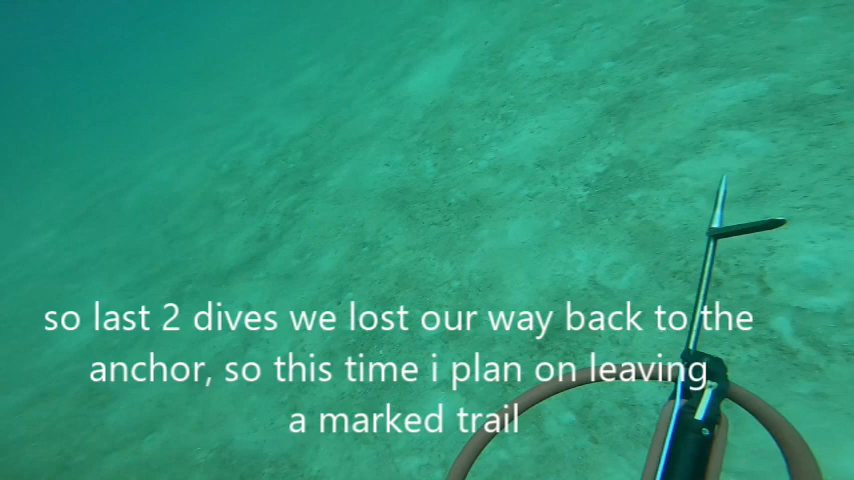 so last 2 dives we lost our way back to the
anchor, so this time i plan on leaving
a marked trail